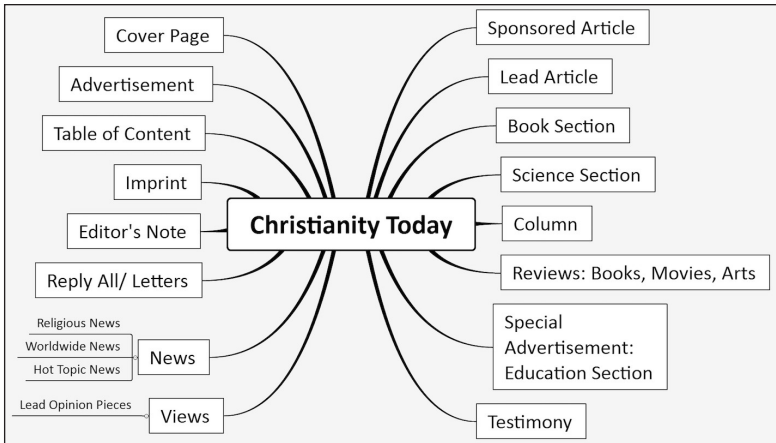 Cover Page
Advertisement
Table of Content
Imprint
Editor's Note
Reply All/ Letters
Religious News
Worldwide News
Hot Topic News
News
Lead Opinion Pieces
Views
Christianity Today
Sponsored Article
Lead Article
Book Section
Science Section
Column
Reviews: Books, Movies, Arts
Special
Advertisement:
Education Section
Testimony